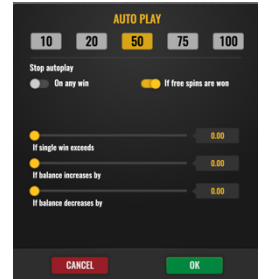 AUTO PLAY
10 20 50 75 100
Stop autoplay
On any win If free spins are won
0.00
If single win exceeds
0.00
If balance increases by
0.00
If balance decreases by
CANCEL OK